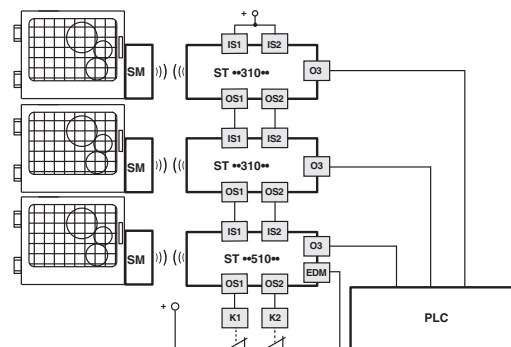 +
IS1 IS2
SM ST ••310•• O3
OS1 OS2
IS1 IS2
SM ST ••310•• O3
OS1 OS2
IS1 IS2
O3
SM ST ••510••
EDM
OS1 OS2
+
K1 K2
PLC